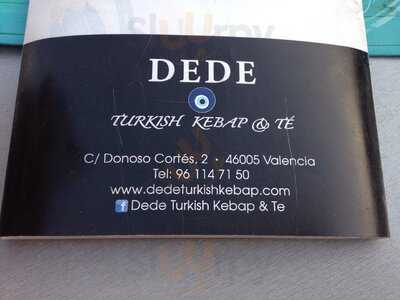 Slurrpy
DEDE
TURKISH KEBAP & TÉ
C/ Donoso Cortés, 2 · 46005 Valencia
Tel: 96 114 71 50
www.dedeturkishkebap.com
f Dede Turkish Kebap & Te